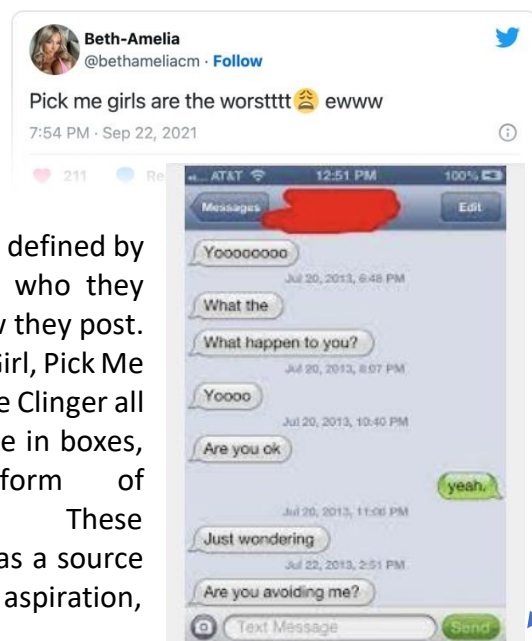 Beth-Amelia
@bethameliacm · Follow
Pick me girls are the worstttt😩 ewww
7:54 PM · Sep 22, 2021
211
AT&T 12:51 PM 100%
Messages Edit
Yooooooooo
Jul 20, 2013, 6:48 PM
What the
What happen to you?
Jul 20, 2013, 8:07 PM
Yoooo
Jul 20, 2013, 10:40 PM
Are you ok
yeah.
Jul 20, 2013, 11:06 PM
Just wondering
Jul 22, 2013, 2:51 PM
Are you avoiding me?
Text Message Send
defined by
who they
they post.
Girl, Pick Me
Clinger all
in boxes,
form of
These
as a source
aspiration,